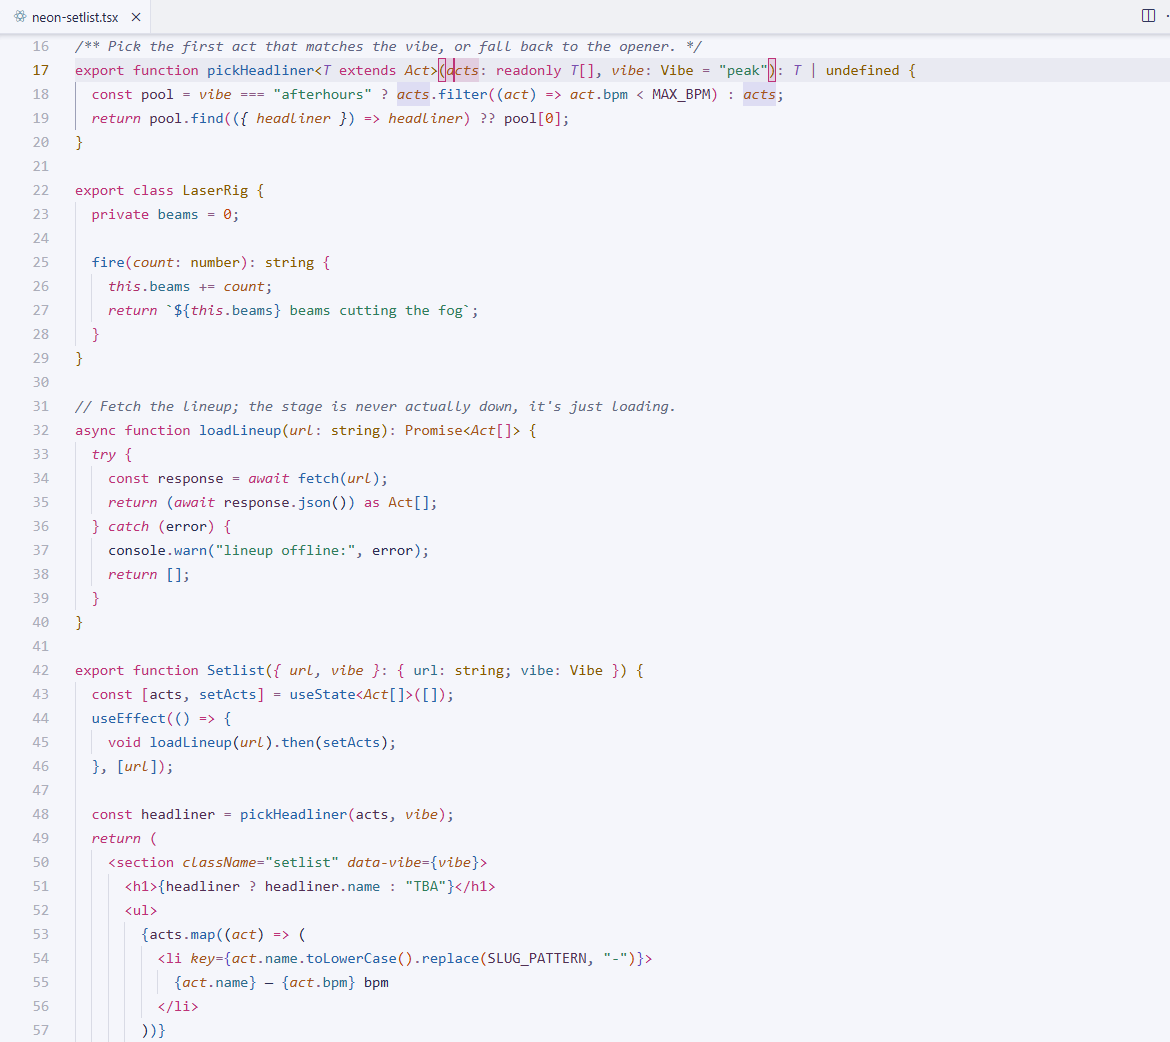 neon-setlist.tsx
16 /** Pick the first act that matches the vibe, or fall back to the opener. */
17 export function pickHeadliner<T extends Act>(acts: readonly T[], vibe: Vibe = "peak"): T | undefined {
18   const pool = vibe === "afterhours" ? acts.filter((act) => act.bpm < MAX_BPM) : acts;
19   return pool.find(({ headliner }) => headliner) ?? pool[0];
20 }
21
22 export class LaserRig {
23   private beams = 0;
24
25   fire(count: number): string {
26     this.beams += count;
27     return `${this.beams} beams cutting the fog`;
28   }
29 }
30
31 // Fetch the lineup; the stage is never actually down, it's just loading.
32 async function loadLineup(url: string): Promise<Act[]> {
33   try {
34     const response = await fetch(url);
35     return (await response.json()) as Act[];
36   } catch (error) {
37     console.warn("lineup offline:", error);
38     return [];
39   }
40 }
41
42 export function Setlist({ url, vibe }: { url: string; vibe: Vibe }) {
43   const [acts, setActs] = useState<Act[]>([]);
44   useEffect(() => {
45     void loadLineup(url).then(setActs);
46   }, [url]);
47
48   const headliner = pickHeadliner(acts, vibe);
49   return (
50     <section className="setlist" data-vibe={vibe}>
51       <h1>{headliner ? headliner.name : "TBA"}</h1>
52       <ul>
53         {acts.map((act) => (
54           <li key={act.name.toLowerCase().replace(SLUG_PATTERN, "-")}>
55             {act.name} — {act.bpm} bpm
56           </li>
57         ))}